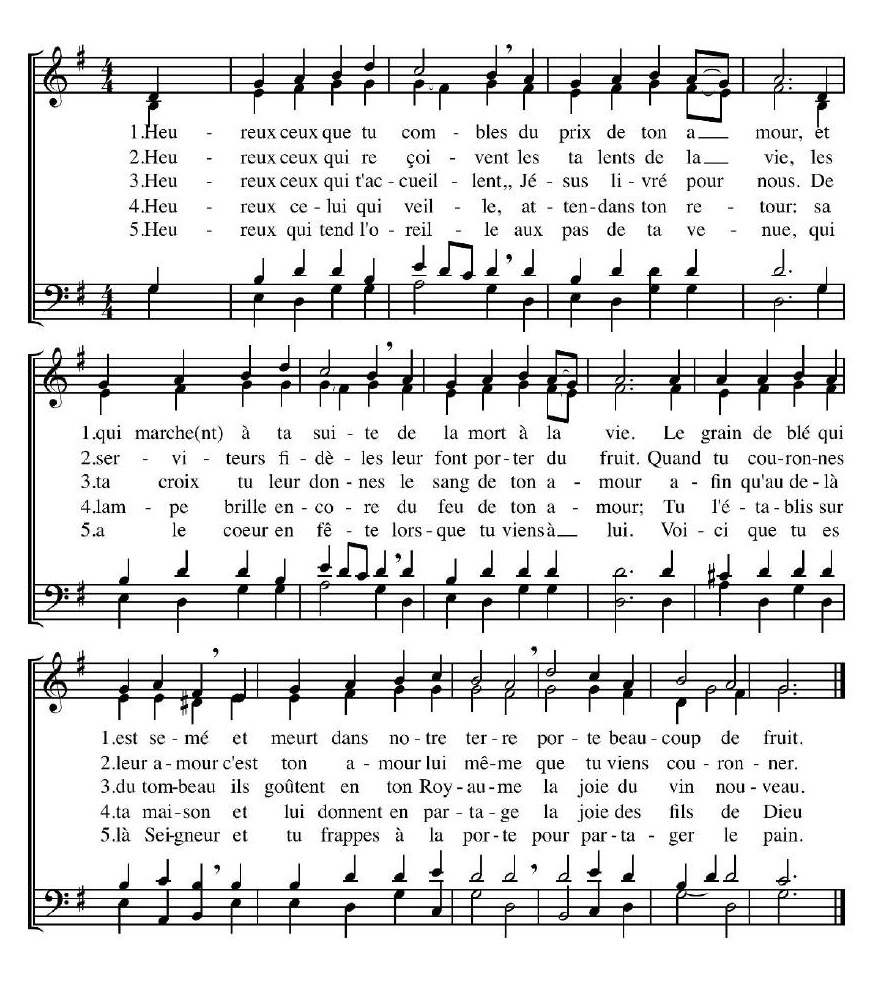 1.Heu - reux ceux que tu com - bles du prix de ton a mour, et
2.Heu - reux ceux qui re çoi - vent les ta lents de la vie, les
3.Heu - reux ceux qui t'ac - cueil - lent,, Jé - sus li - vré pour nous. De
4.Heu - reux ce - lui qui veil - le, at - ten - dans ton re - tour: sa
5.Heu - reux qui tend l'o - reil - le aux pas de ta ve - nue, qui
1.qui marche(nt) à ta sui - te de la mort à la vie. Le grain de blé qui
2.ser - vi - teurs fi - dè - les leur font por - ter du fruit. Quand tu cou - ron - nes
3.ta croix tu leur don - nes le sang de ton a - mour a - fin qu'au de - là
4.lam - pe brille en - co - re du feu de ton a - mour; Tu l'é - ta - blis sur
5.a le coeur en fê - te lors - que tu viens à lui. Voi - ci que tu es
1.est se - mé et meurt dans no - tre ter - re por - te beau - coup de fruit.
2.leur a - mour c'est ton a - mour lui mê - me que tu viens cou - ron - ner.
3.du tom - beau ils goûtent en ton Roy - au - me la joie du vin nou - veau.
4.ta mai - son et lui donnent en par - ta - ge la joie des fils de Dieu
5.là Sei - gneur et tu frappes à la por - te pour par - ta - ger le pain.